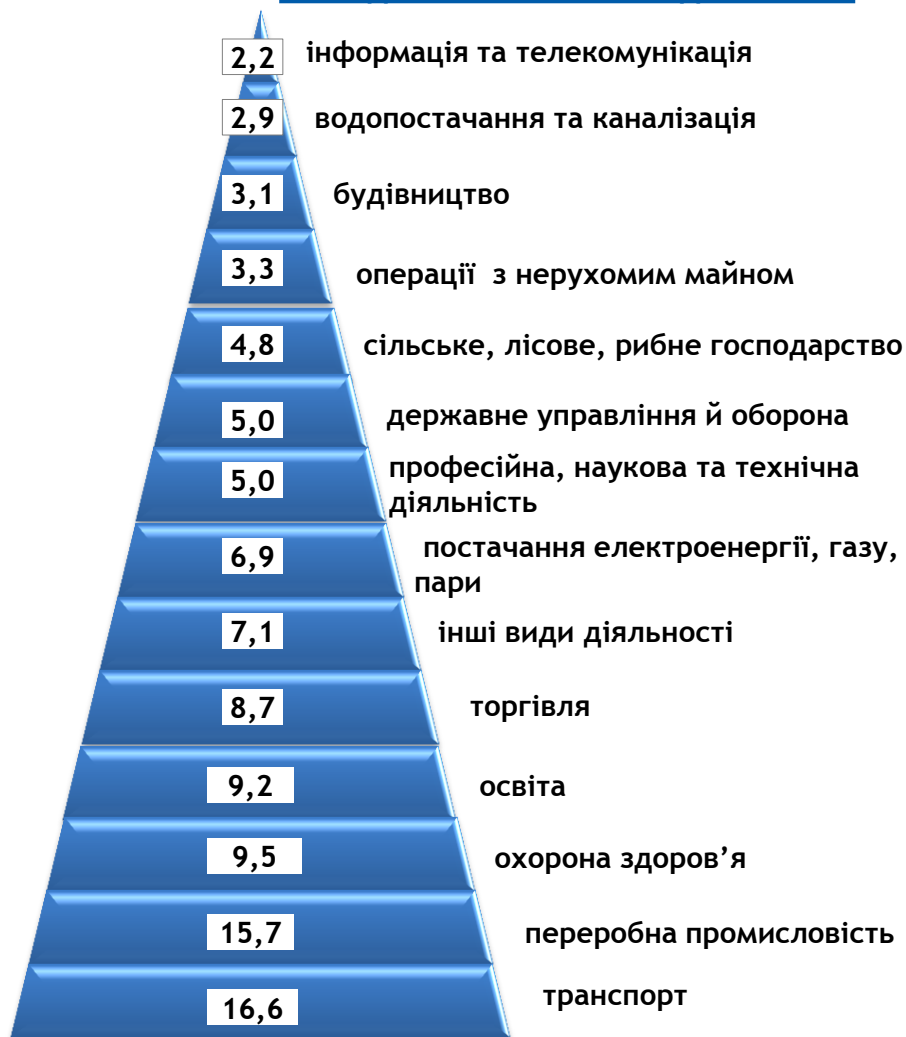 2,2 інформація та телекомунікація
2,9 водопостачання та каналізація
3,1 будівництво
3,3 операції з нерухомим майном
4,8 сільське, лісове, рибне господарство
5,0 державне управління й оборона
5,0 професійна, наукова та технічна
діяльність
6,9 постачання електроенергії, газу,
пари
7,1 інші види діяльності
8,7 торгівля
9,2 освіта
9,5 охорона здоров’я
15,7 переробна промисловість
16,6 транспорт